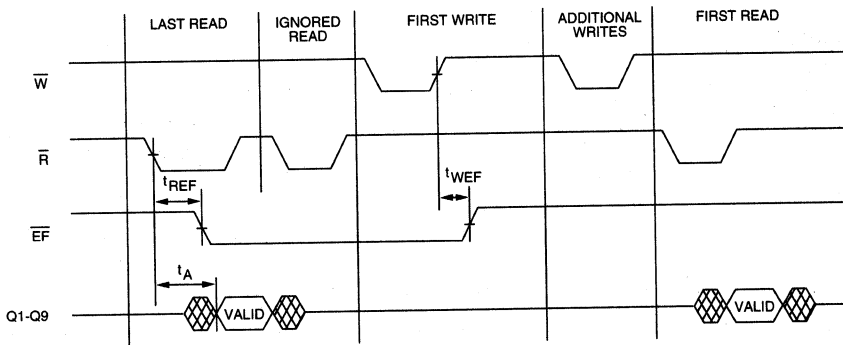 LAST READ
IGNORED
READ
FIRST WRITE
ADDITIONAL
WRITES
FIRST READ
W
R
tREF
tWEF
EF
tA
Q1-Q9
VALID
VALID